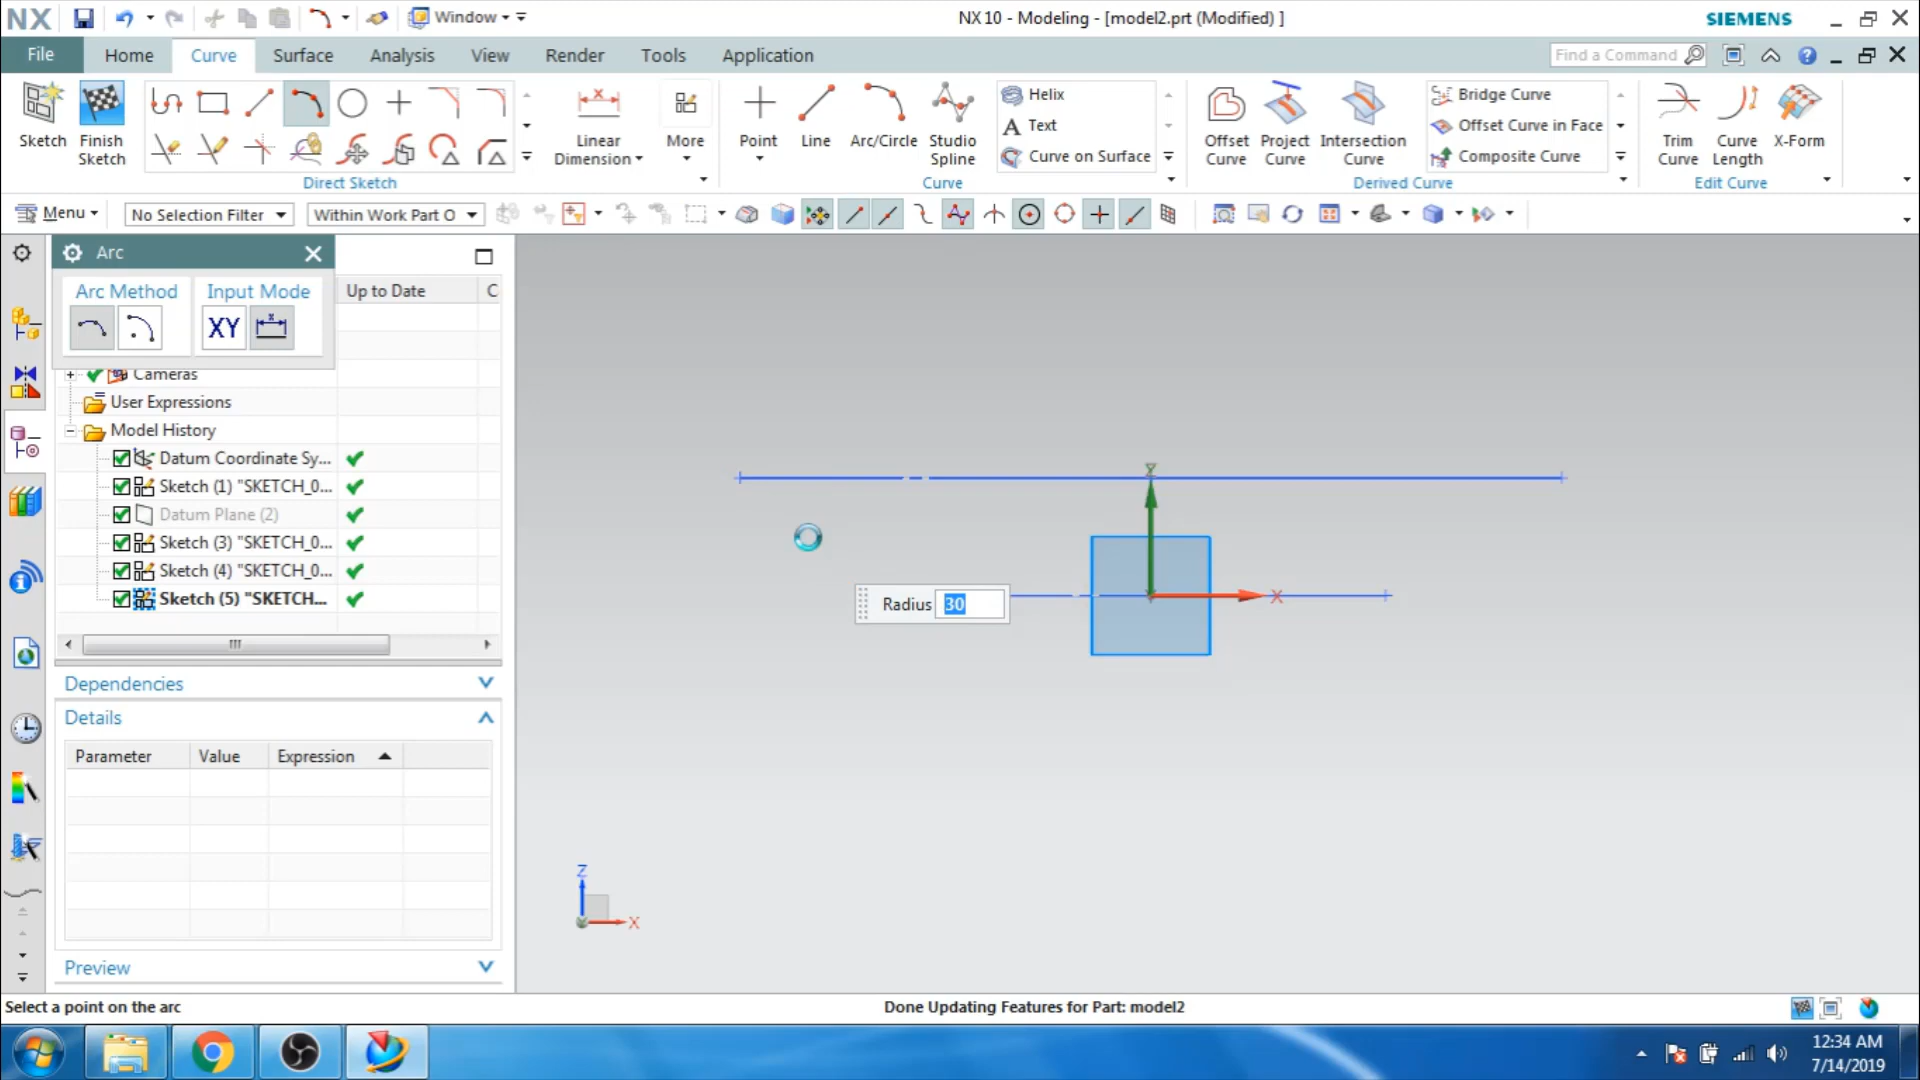 NX
Window
NX 10 - Modeling - [model2.prt (Modified) ]
SIEMENS
File
Home
Curve
Surface
Analysis
View
Render
Tools
Application
Find a Command
Sketch
Finish
Sketch
Linear
Dimension
More
Direct Sketch
Point
Line
Arc/Circle
Studio
Spline
Helix
Text
Curve on Surface
Curve
Offset
Curve
Project
Curve
Intersection
Curve
Bridge Curve
Offset Curve in Face
Composite Curve
Derived Curve
Trim
Curve
Curve
Length
X-Form
Edit Curve
Menu
No Selection Filter
Within Work Part O
Arc
Arc Method
Input Mode
XY
Up to Date
C
Cameras
User Expressions
Model History
Datum Coordinate Sy...
Sketch (1) "SKETCH_0...
Datum Plane (2)
Sketch (3) "SKETCH_0...
Sketch (4) "SKETCH_0...
Sketch (5) "SKETCH...
Dependencies
Details
Parameter Value Expression
Preview
Radius 30
Y
X
Z
X
Select a point on the arc
Done Updating Features for Part: model2
12:34 AM
7/14/2019